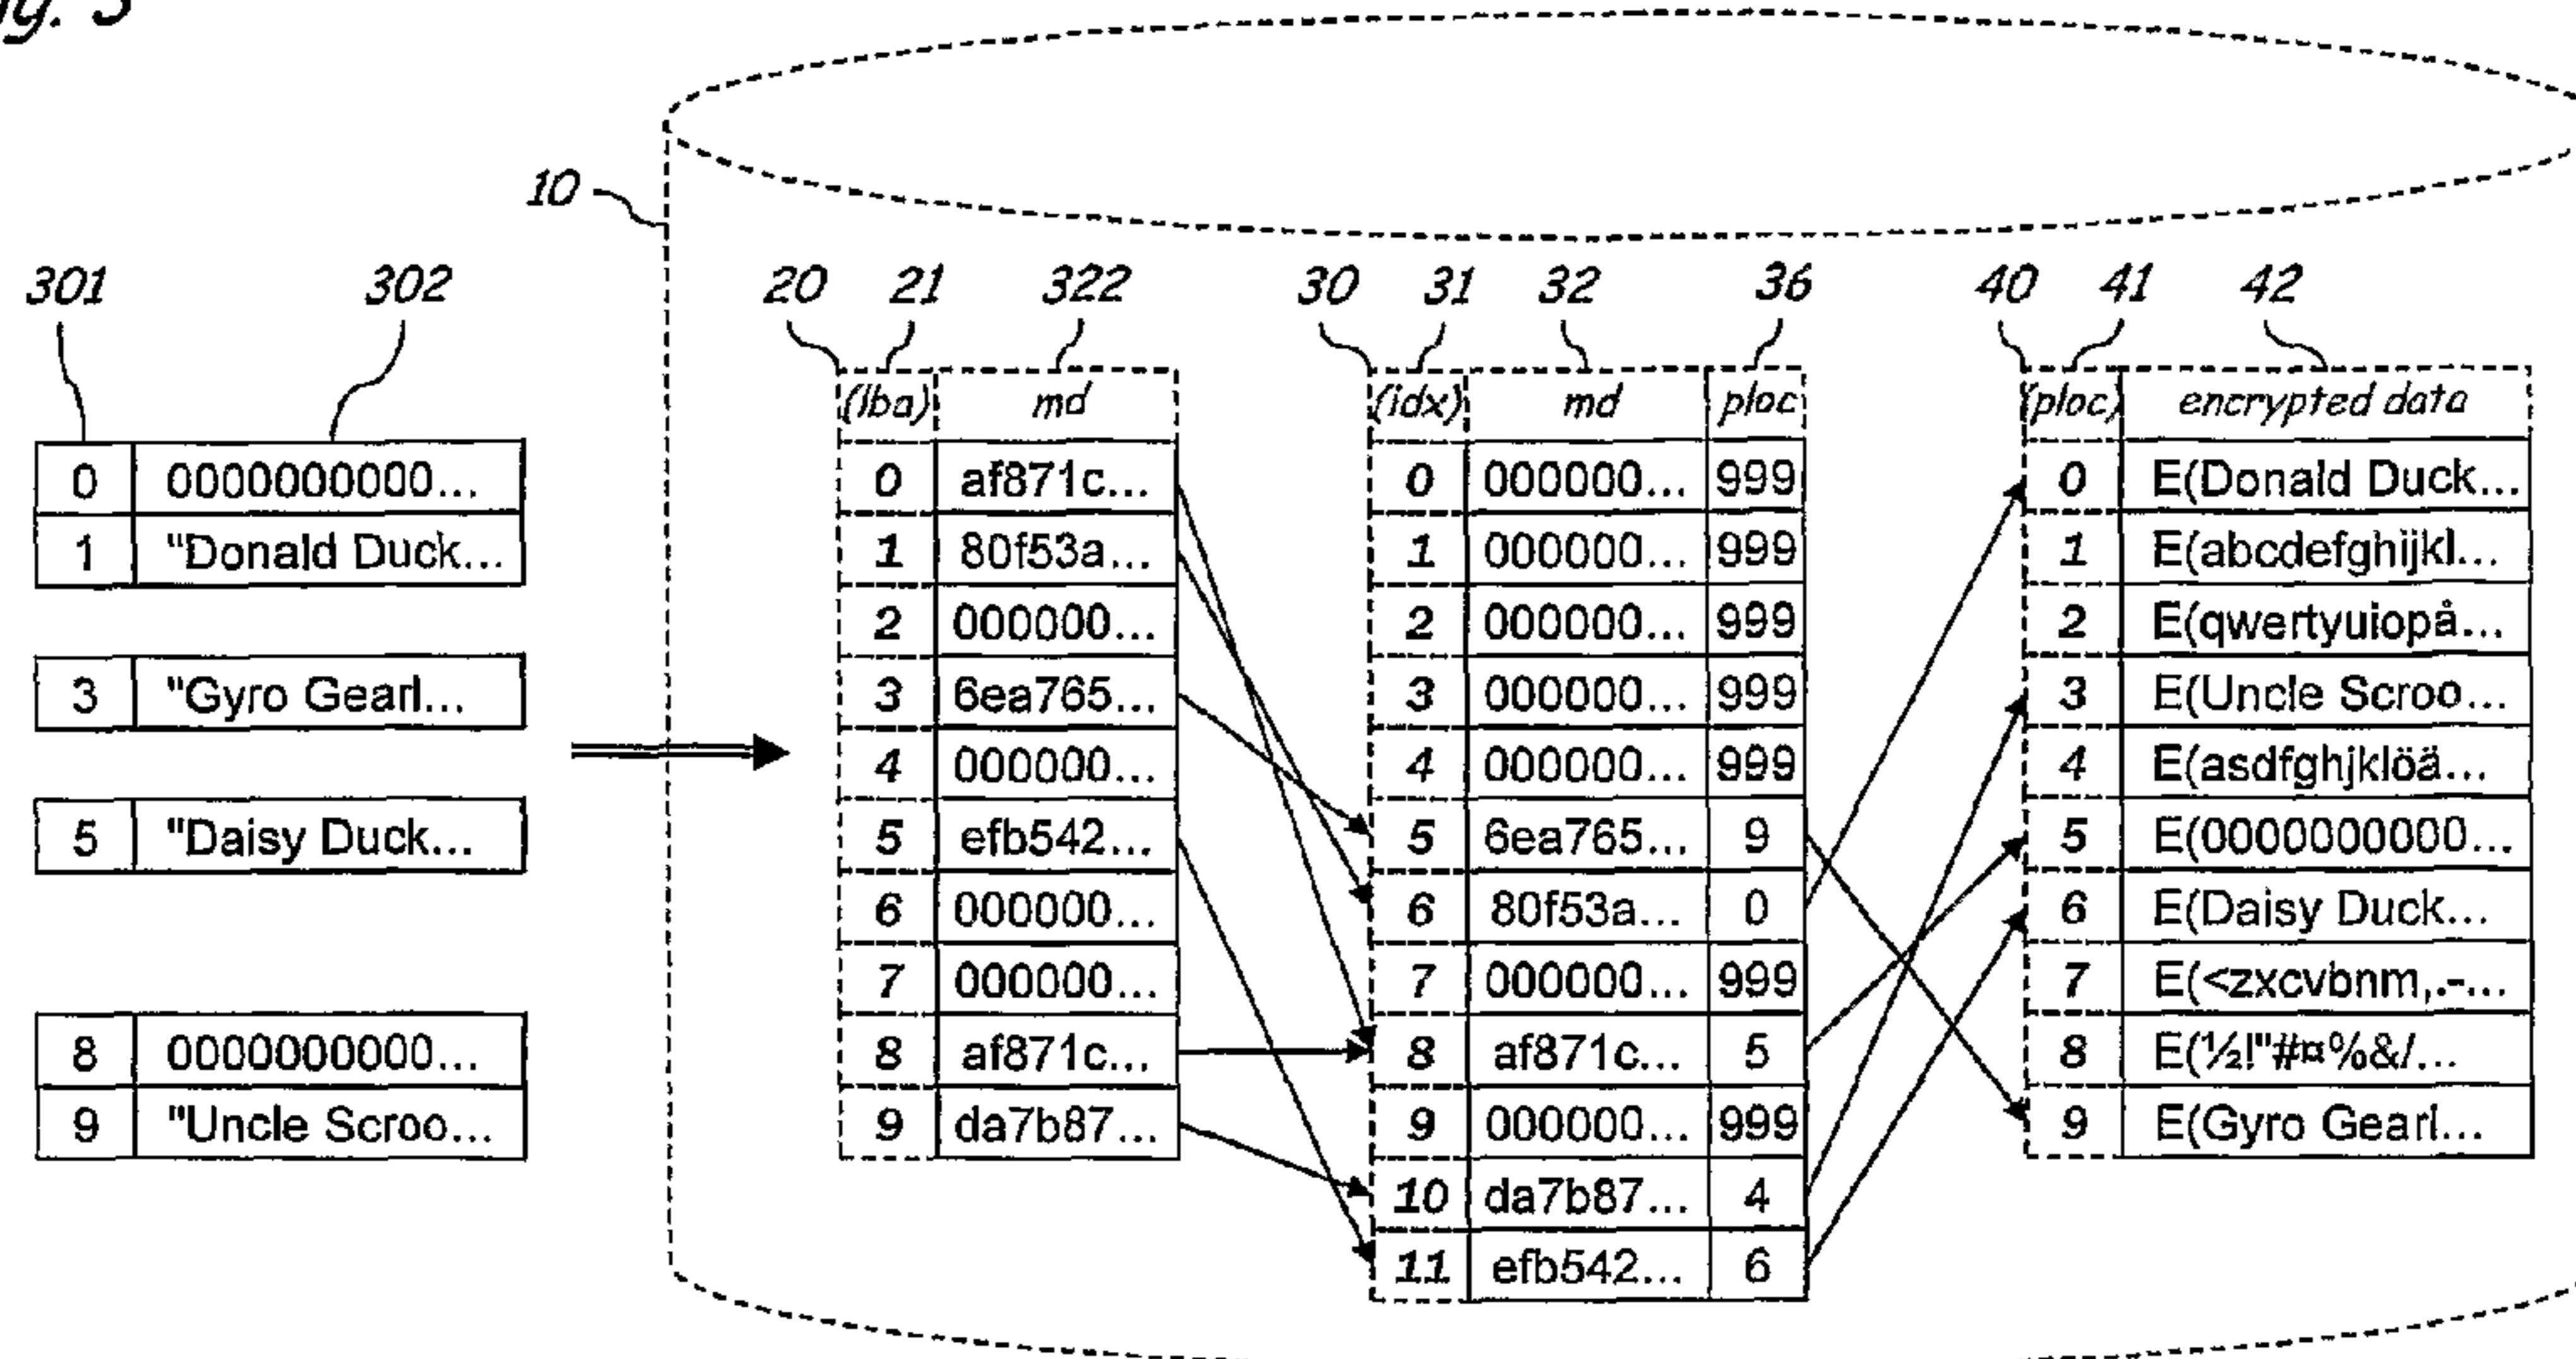 Fig. 3
10
301 302 20 21 322 30 31 32 36 40 41 42
(lba) md (idx) md ploc (ploc) encrypted data
0 0000000000... 0 af871c... 0 000000... 999 0 E(Donald Duck...
1 "Donald Duck... 1 80f53a... 1 000000... 999 1 E(abcdefghijkl...
2 000000... 2 000000... 999 2 E(qwertyuiopå...
3 "Gyro Gearl... 3 6ea765... 3 000000... 999 3 E(Uncle Scroo...
4 000000... 4 000000... 999 4 E(asdfghjklöä...
5 "Daisy Duck... 5 efb542... 5 6ea765... 9 5 E(0000000000...
6 000000... 6 80f53a... 0 6 E(Daisy Duck...
7 000000... 7 000000... 999 7 E(<zxcvbnm,.-...
8 0000000000... 8 af871c... 8 af871c... 5 8 E(½!"#¤%&/...
9 "Uncle Scroo... 9 da7b87... 9 000000... 999 9 E(Gyro Gearl...
10 da7b87... 4
11 efb542... 6